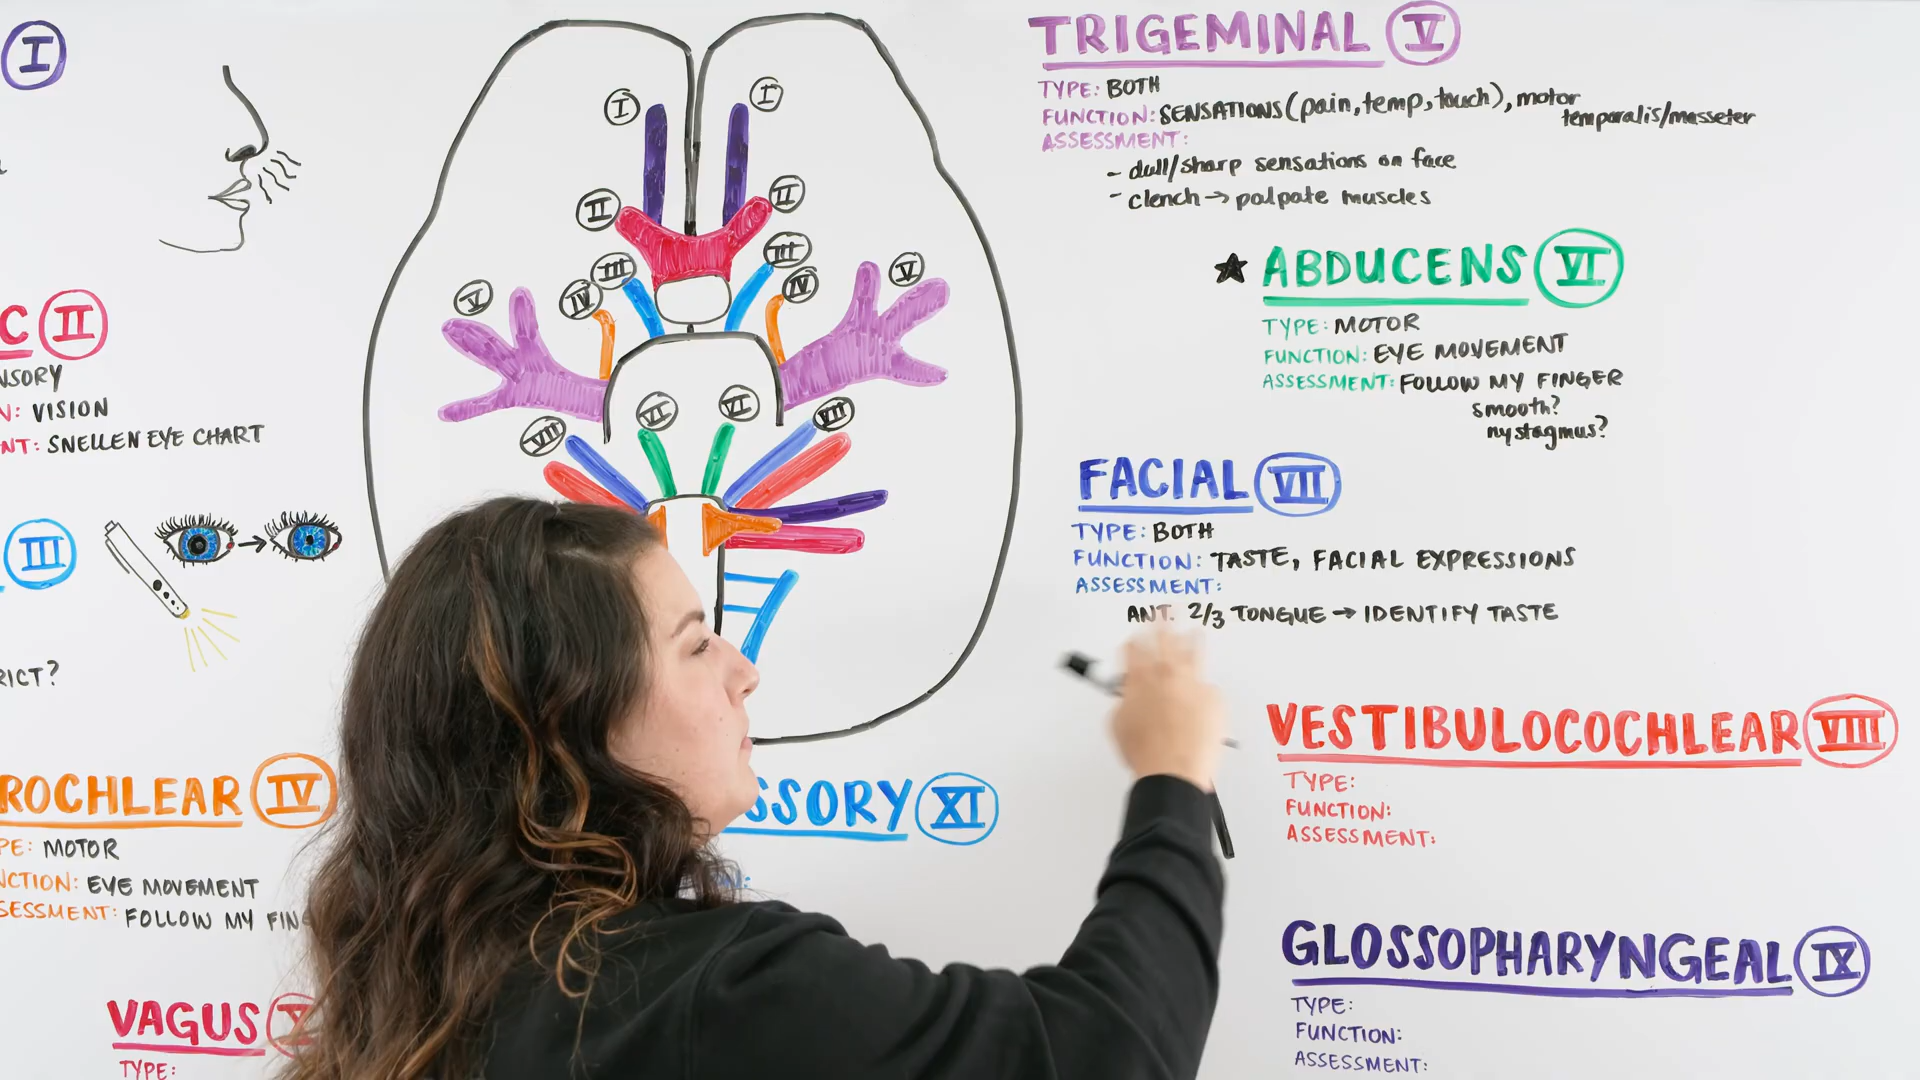 I
C II
NSORY
N: VISION
NT: SNELLEN EYE CHART
III
RICT?
ROCHLEAR IV
PE: MOTOR
NCTION: EYE MOVEMENT
SESSMENT: FOLLOW MY FIN
VAGUS X
TYPE:
I I
II II
III III
IV IV
V V
VI VI
VII VII
SSORY XI
N:
TRIGEMINAL V
TYPE: BOTH
FUNCTION: SENSATIONS (pain, temp, touch), motor
temporalis/masseter
ASSESSMENT:
- dull/sharp sensations on face
- clench → palpate muscles
★ ABDUCENS VI
TYPE: MOTOR
FUNCTION: EYE MOVEMENT
ASSESSMENT: FOLLOW MY FINGER
smooth?
nystagmus?
FACIAL VII
TYPE: BOTH
FUNCTION: TASTE, FACIAL EXPRESSIONS
ASSESSMENT:
ANT. 2/3 TONGUE → IDENTIFY TASTE
VESTIBULOCOCHLEAR VIII
TYPE:
FUNCTION:
ASSESSMENT:
GLOSSOPHARYNGEAL IX
TYPE:
FUNCTION:
ASSESSMENT: